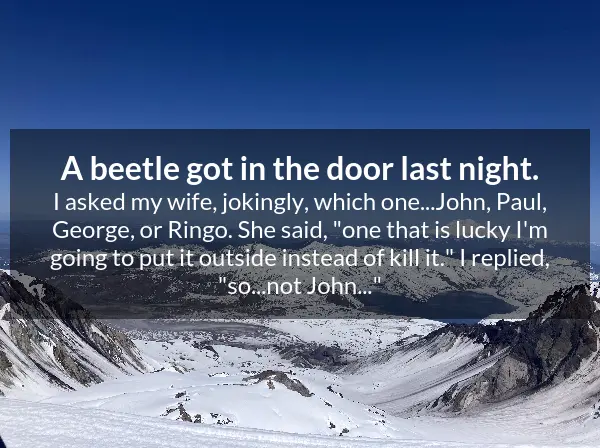 A beetle got in the door last night.
I asked my wife, jokingly, which one...John, Paul,
George, or Ringo. She said, "one that is lucky I'm
going to put it outside instead of kill it." I replied,
"so...not John..."